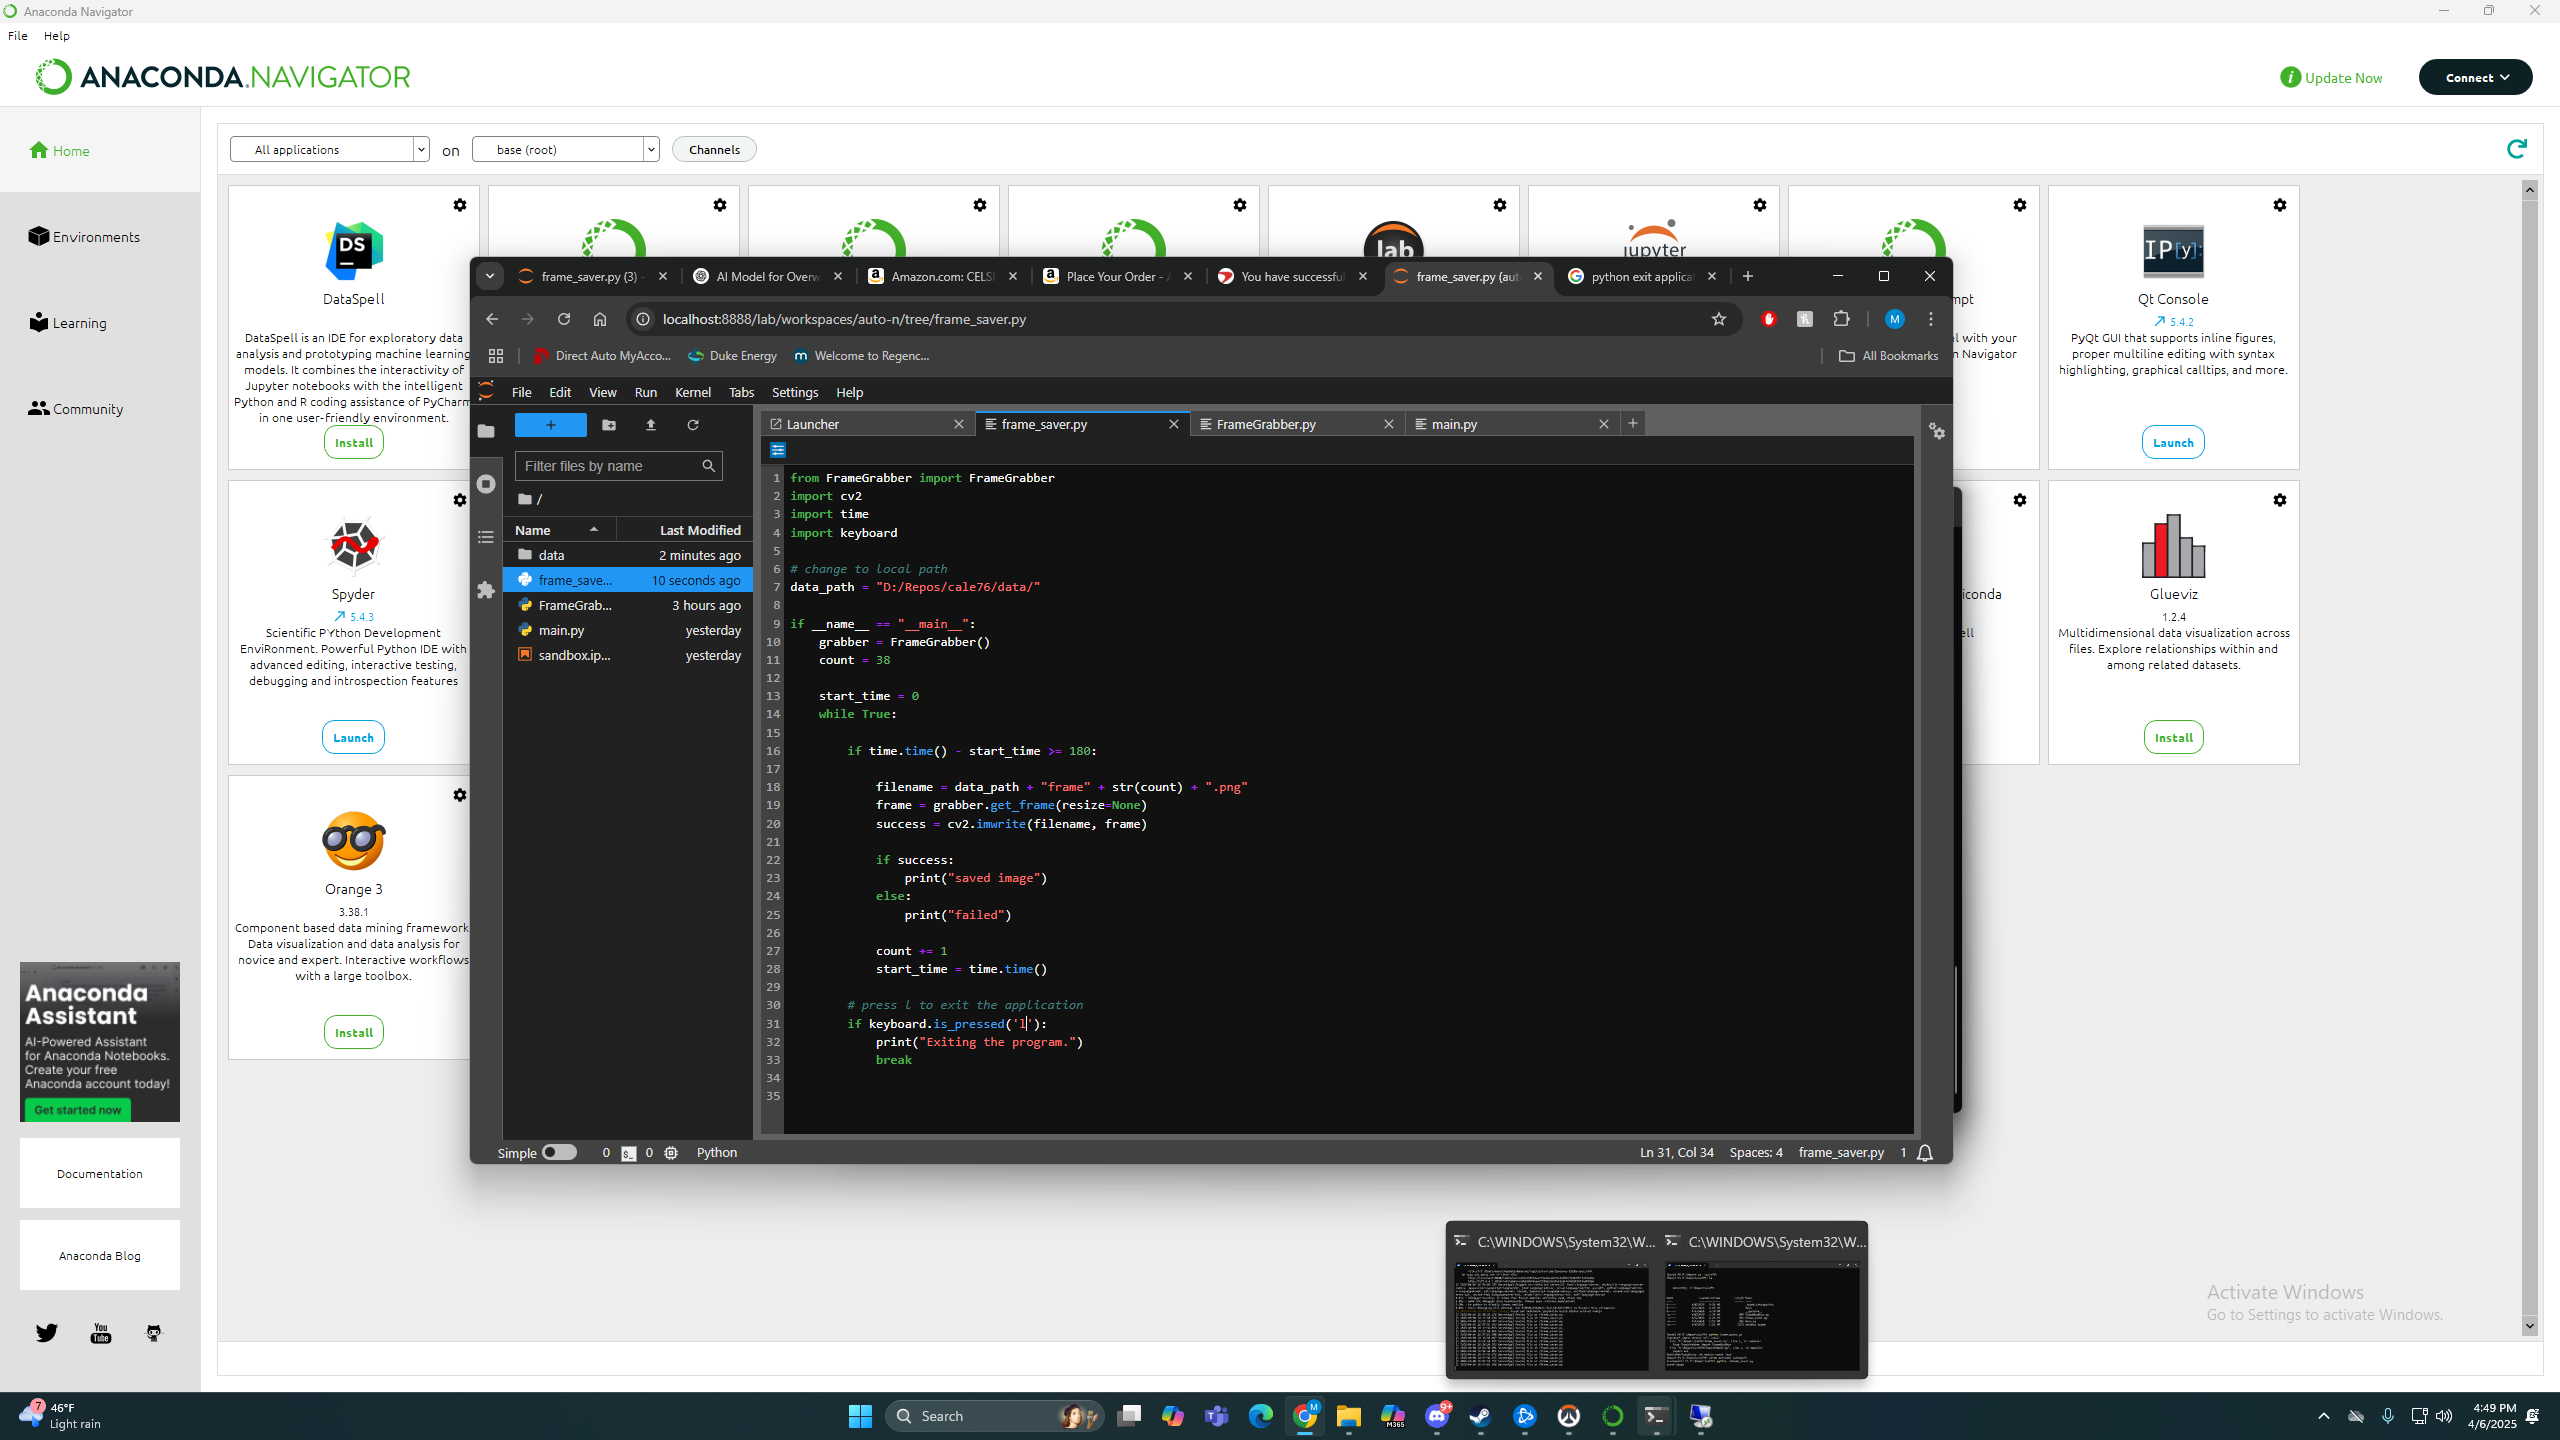 Anaconda Navigator
File Help
ANACONDA.NAVIGATOR
Update Now
Connect
Home
Environments
Learning
Community
All applications
on
base (root)
Channels
DataSpell
DataSpell is an IDE for exploratory data
analysis and prototyping machine learning
models. It combines the interactivity of
Jupyter notebooks with the intelligent
Python and R coding assistance of PyCharm
in one user-friendly environment.
Install
Spyder
5.4.3
Scientific PYthon Development
EnviRonment. Powerful Python IDE with
advanced editing, interactive testing,
debugging and introspection features
Launch
Orange 3
3.38.1
Component based data mining framework.
Data visualization and data analysis for
novice and expert. Interactive workflows
with a large toolbox.
Install
lab
jupyter
mpt
l with your
n Navigator
IP[y]:
Qt Console
5.4.2
PyQt GUI that supports inline figures,
proper multiline editing with syntax
highlighting, graphical calltips, and more.
Launch
iconda
ell
Glueviz
1.2.4
Multidimensional data visualization across
files. Explore relationships within and
among related datasets.
Install
Anaconda
Assistant
AI-Powered Assistant
for Anaconda Notebooks.
Create your free
Anaconda account today!
Get started now
Documentation
Anaconda Blog
frame_saver.py (3) -
AI Model for Overw
Amazon.com: CELSI
Place Your Order - A
You have successful
frame_saver.py (aut
python exit applicat
localhost:8888/lab/workspaces/auto-n/tree/frame_saver.py
Direct Auto MyAcco...
Duke Energy
Welcome to Regenc...
All Bookmarks
File Edit View Run Kernel Tabs Settings Help
Launcher
frame_saver.py
FrameGrabber.py
main.py
Filter files by name
/
Name Last Modified
data 2 minutes ago
frame_save... 10 seconds ago
FrameGrab... 3 hours ago
main.py yesterday
sandbox.ip... yesterday
1 from FrameGrabber import FrameGrabber
2 import cv2
3 import time
4 import keyboard
5
6 # change to local path
7 data_path = "D:/Repos/cale76/data/"
8
9 if __name__ == "__main__":
10 grabber = FrameGrabber()
11 count = 38
12
13 start_time = 0
14 while True:
15
16 if time.time() - start_time >= 180:
17
18 filename = data_path + "frame" + str(count) + ".png"
19 frame = grabber.get_frame(resize=None)
20 success = cv2.imwrite(filename, frame)
21
22 if success:
23 print("saved image")
24 else:
25 print("failed")
26
27 count += 1
28 start_time = time.time()
29
30 # press l to exit the application
31 if keyboard.is_pressed('l'):
32 print("Exiting the program.")
33 break
34
35
Simple 0 0 Python
Ln 31, Col 34 Spaces: 4 frame_saver.py 1
C:\WINDOWS\System32\W...
C:\WINDOWS\System32\W...
Activate Windows
Go to Settings to activate Windows.
You
Tube
7
46°F
Light rain
Search
M
M365
9+
4:49 PM
4/6/2025